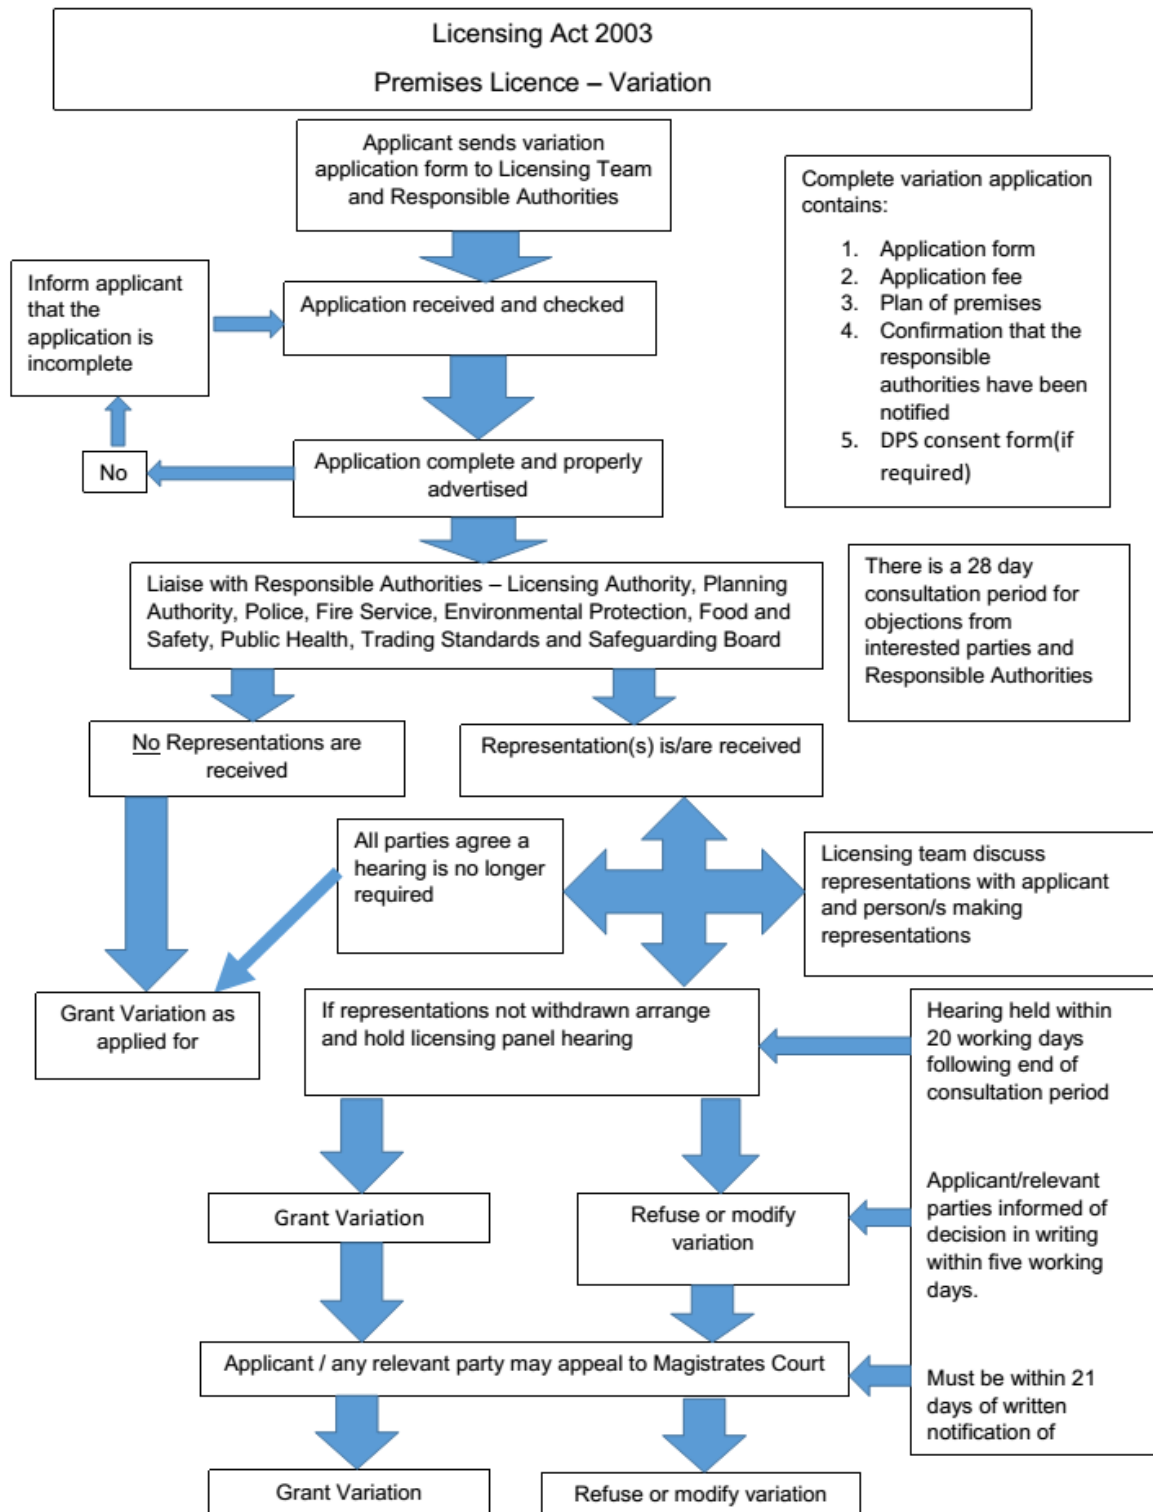 Licensing Act 2003
Premises Licence – Variation
Applicant sends variation
application form to Licensing Team
and Responsible Authorities
Complete variation application
contains:
1. Application form
2. Application fee
3. Plan of premises
4. Confirmation that the
responsible
authorities have been
notified
5. DPS consent form(if
required)
Inform applicant
that the
application is
incomplete
Application received and checked
No
Application complete and properly
advertised
There is a 28 day
consultation period for
objections from
interested parties and
Responsible Authorities
Liaise with Responsible Authorities – Licensing Authority, Planning
Authority, Police, Fire Service, Environmental Protection, Food and
Safety, Public Health, Trading Standards and Safeguarding Board
No Representations are
received
Representation(s) is/are received
All parties agree a
hearing is no longer
required
Licensing team discuss
representations with applicant
and person/s making
representations
Grant Variation as
applied for
If representations not withdrawn arrange
and hold licensing panel hearing
Hearing held within
20 working days
following end of
consultation period
Grant Variation
Refuse or modify
variation
Applicant/relevant
parties informed of
decision in writing
within five working
days.
Applicant / any relevant party may appeal to Magistrates Court
Must be within 21
days of written
notification of
Grant Variation
Refuse or modify variation